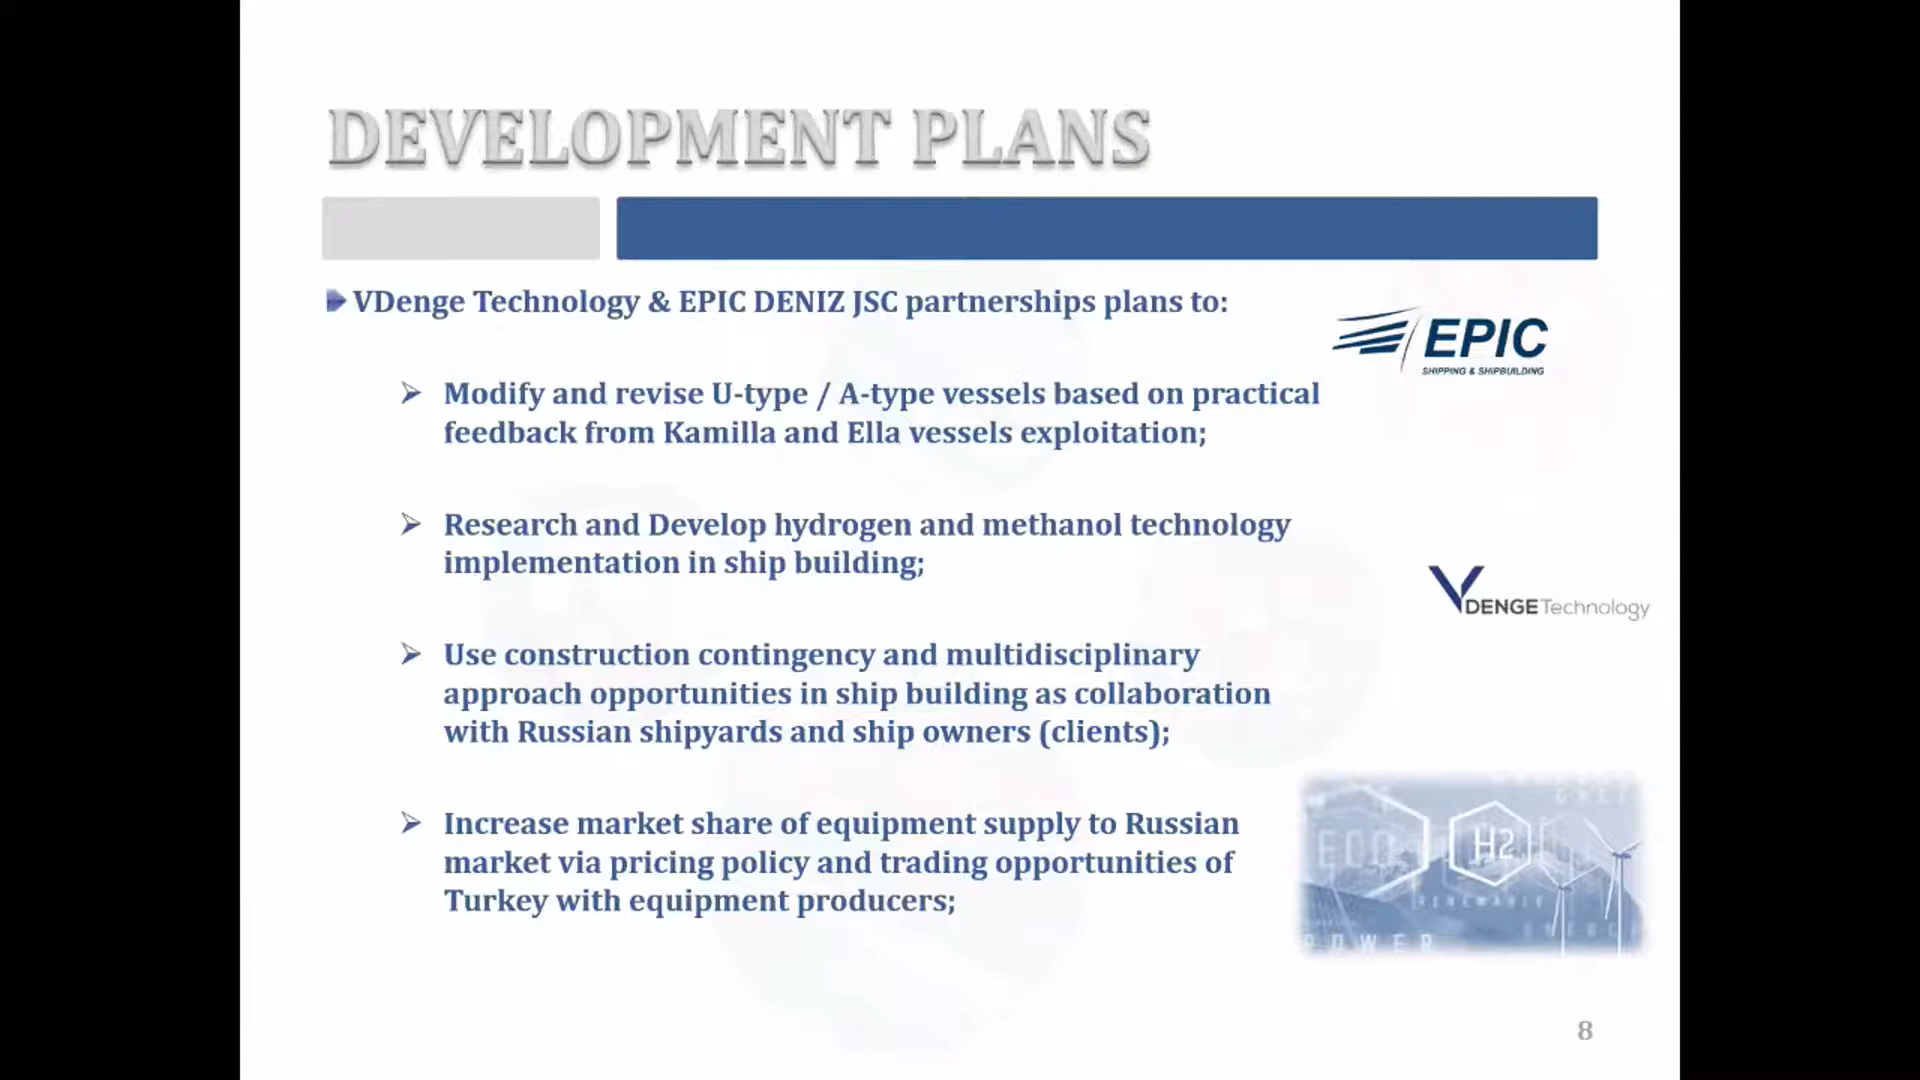 DEVELOPMENT PLANS
VDenge Technology & EPIC DENIZ JSC partnerships plans to:
EPIC
SHIPPING & SHIPBUILDING
Modify and revise U-type / A-type vessels based on practical
feedback from Kamilla and Ella vessels exploitation;
Research and Develop hydrogen and methanol technology
implementation in ship building;
VDENGE Technology
Use construction contingency and multidisciplinary
approach opportunities in ship building as collaboration
with Russian shipyards and ship owners (clients);
Increase market share of equipment supply to Russian
market via pricing policy and trading opportunities of
Turkey with equipment producers;
ECO
H2
RENEWABLE
POWER
8